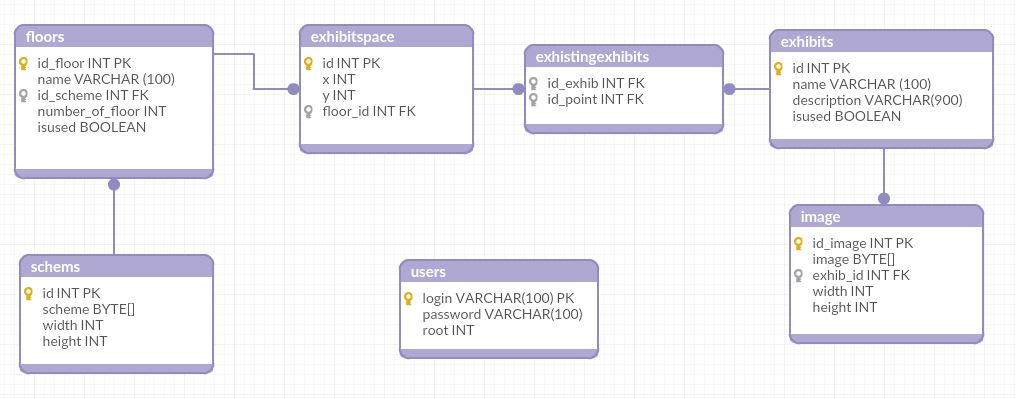 floors
id_floor INT PK
name VARCHAR (100)
id_scheme INT FK
number_of_floor INT
isused BOOLEAN
exhibitspace
id INT PK
x INT
y INT
floor_id INT FK
exhistingexhibits
id_exhib INT FK
id_point INT FK
exhibits
id INT PK
name VARCHAR (100)
description VARCHAR(900)
isused BOOLEAN
schems
id INT PK
scheme BYTE[]
width INT
height INT
users
login VARCHAR(100) PK
password VARCHAR(100)
root INT
image
id_image INT PK
image BYTE[]
exhib_id INT FK
width INT
height INT